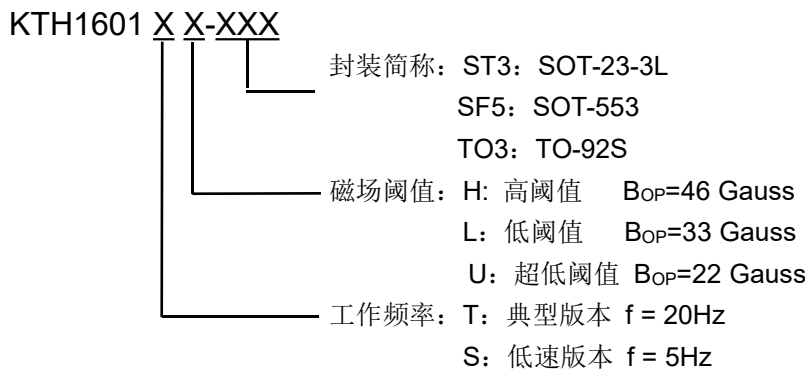 KTH1601 X X-XXX
封装简称：ST3：SOT-23-3L
SF5：SOT-553
TO3：TO-92S
磁场阈值：H: 高阈值 BOP=46 Gauss
L：低阈值 BOP=33 Gauss
U：超低阈值 BOP=22 Gauss
工作频率：T：典型版本 f = 20Hz
S：低速版本 f = 5Hz